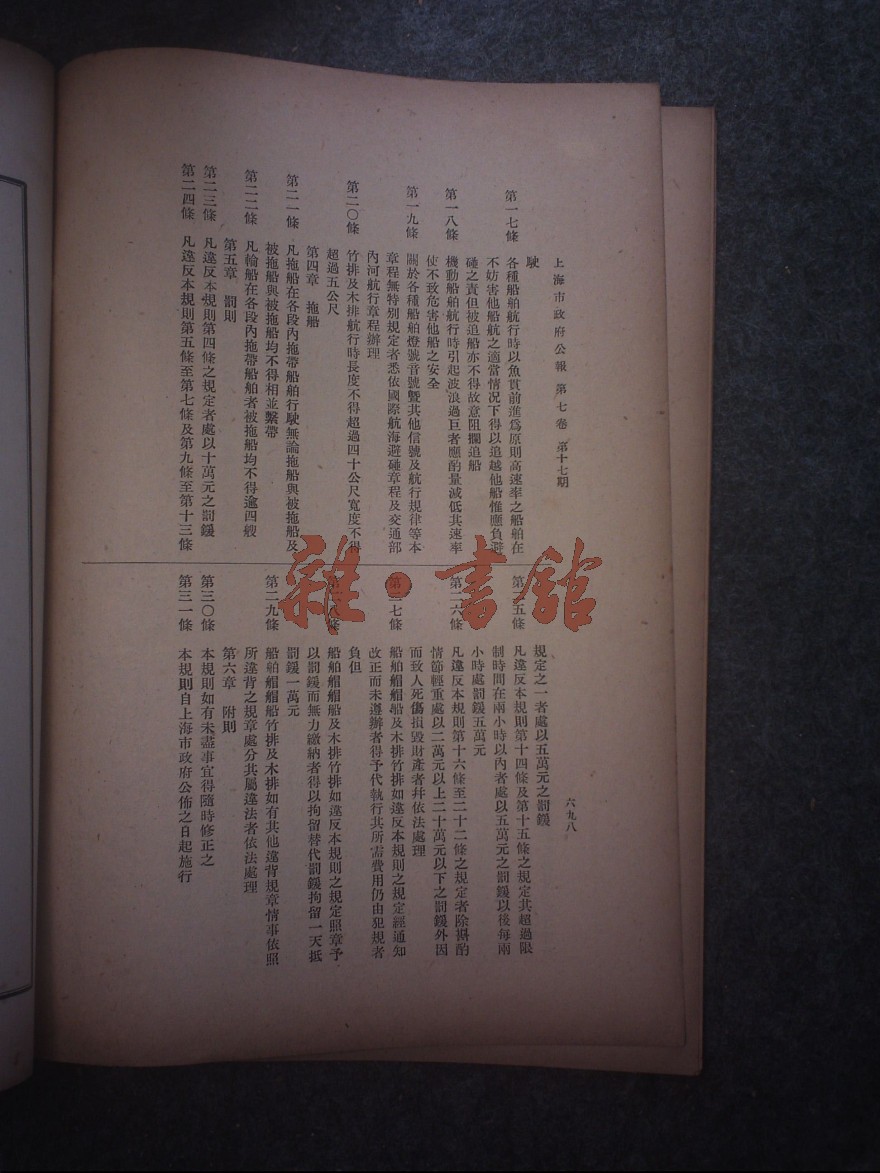 上海市政府公報 第七卷 第十七期
六九八
駛
第一七條 各種船舶航行時以魚貫前進爲原則高速率之船舶在
不妨害他船航之適當情況下得以追越他船惟應負避
碰之責但被追船亦不得故意阻攔追船
第一八條 機動船舶航行時引起波浪過巨者應酌量減低其速率
使不致危害他船之安全
第一九條 關於各種船舶燈號音號曁其他信號及航行規律等本
章程無特別規定者悉依國際航海避碰章程及交通部
內河航行章程辦理
第二〇條 竹排及木排航行時長度不得超過四十公尺寬度不得
超過五公尺
第四章 拖船
第二一條 凡拖船在各段內拖帶船舶行駛無論拖船與被拖船及
被拖船與被拖船均不得相並繫帶
第二二條 凡輪船在各段內拖帶船舶者被拖船均不得逾四艘
第五章 罰則
第二三條 凡違反本規則第四條之規定者處以十萬元之罰鍰
第二四條 凡違反本規則第五條至第七條及第九條至第十三條
規定之一者處以五萬元之罰鍰
第二五條 凡違反本規則第十四條及第十五條之規定其超過限
制時間在兩小時以內者處以五萬元之罰鍰以後每兩
小時處罰鍰五萬元
第二六條 凡違反本規則第十六條至二十二條之規定者除斟酌
情節輕重處以二萬元以上二十萬元以下之罰鍰外因
而致人死傷損毀財產者幷依法處理
第二七條 船舶艒艒船及木排竹排如違反本規則之規定經通知
改正而未遵辦者得予代執行其所需費用仍由犯規者
負但
第二八條 船舶艒艒船及木排竹排如違反本規則之規定照章予
以罰鍰而無力繳納者得以拘留替代罰鍰拘留一天抵
罰鍰一萬元
第二九條 船舶艒艒船竹排及木排如有其他違背規章情事依照
所違背之規章處分其屬違法者依法處理
第六章 附則
第三〇條 本規則如有未盡事宜得隨時修正之
第三一條 本規則自上海市政府公佈之日起施行
雜·書館